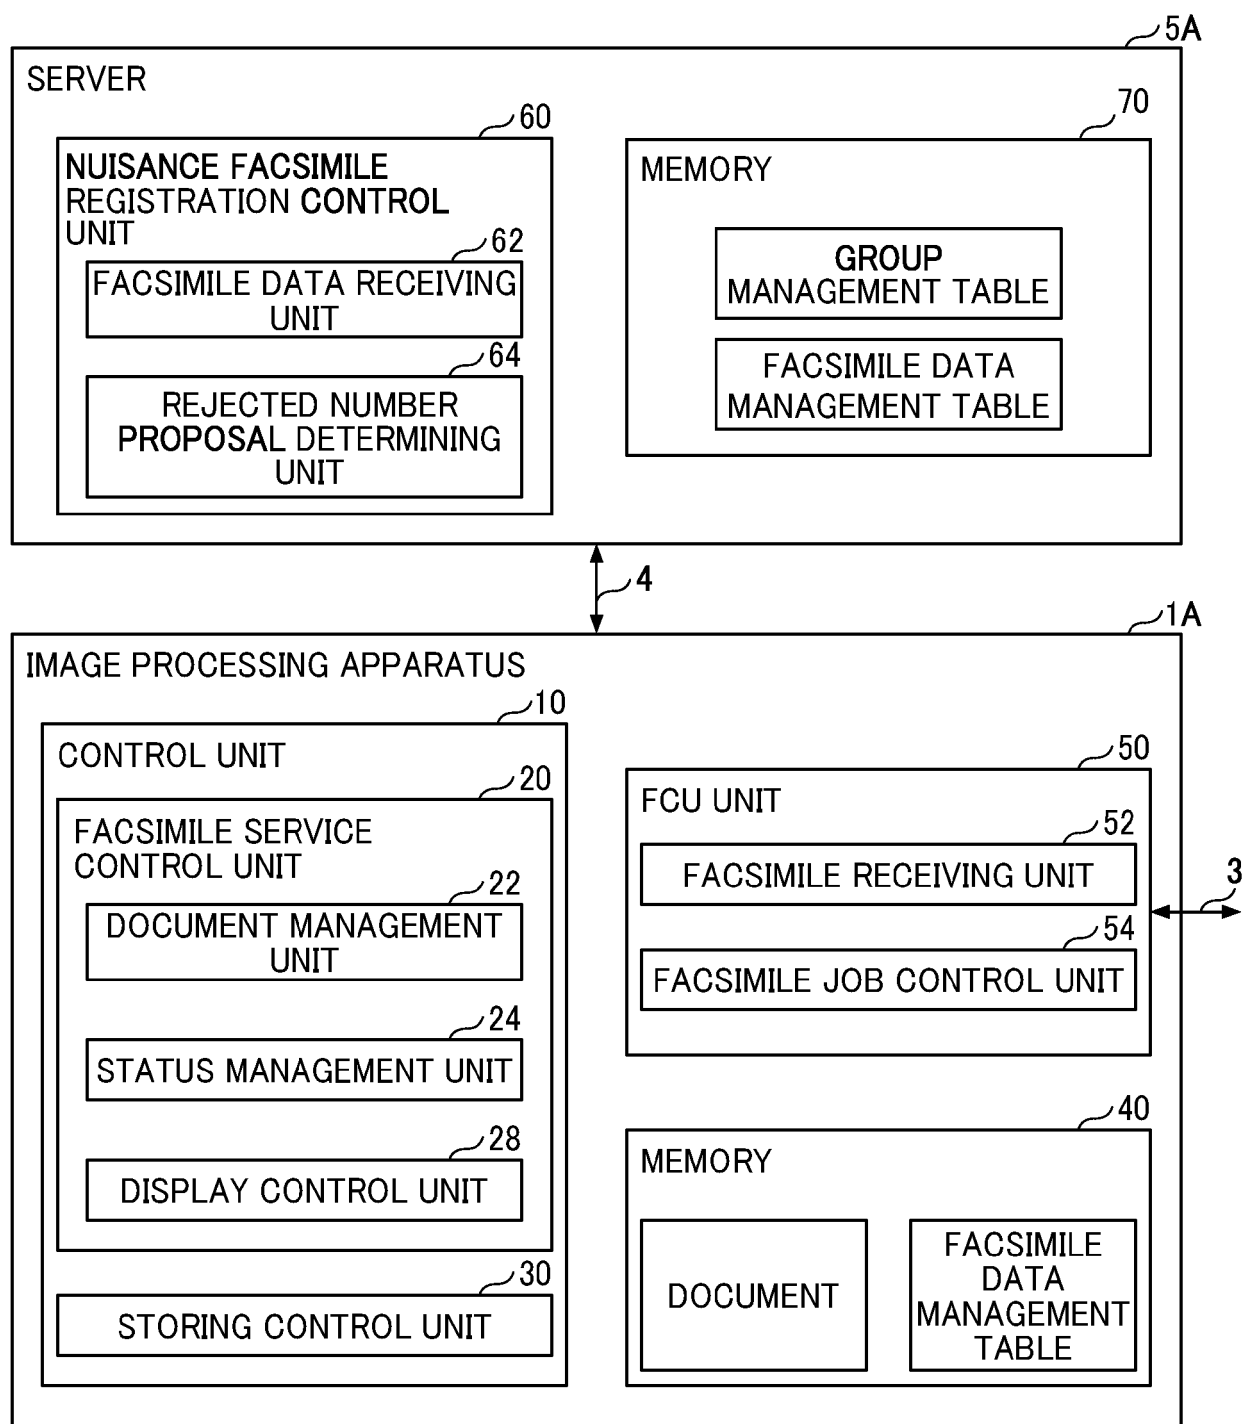 5A
SERVER
60
NUISANCE FACSIMILE
REGISTRATION CONTROL
UNIT
62
FACSIMILE DATA RECEIVING
UNIT
64
REJECTED NUMBER
PROPOSAL DETERMINING
UNIT
70
MEMORY
GROUP
MANAGEMENT TABLE
FACSIMILE DATA
MANAGEMENT TABLE
4
1A
IMAGE PROCESSING APPARATUS
10
CONTROL UNIT
20
FACSIMILE SERVICE
CONTROL UNIT
22
DOCUMENT MANAGEMENT
UNIT
24
STATUS MANAGEMENT UNIT
28
DISPLAY CONTROL UNIT
30
STORING CONTROL UNIT
50
FCU UNIT
52
FACSIMILE RECEIVING UNIT
54
FACSIMILE JOB CONTROL UNIT
3
40
MEMORY
DOCUMENT
FACSIMILE
DATA
MANAGEMENT
TABLE